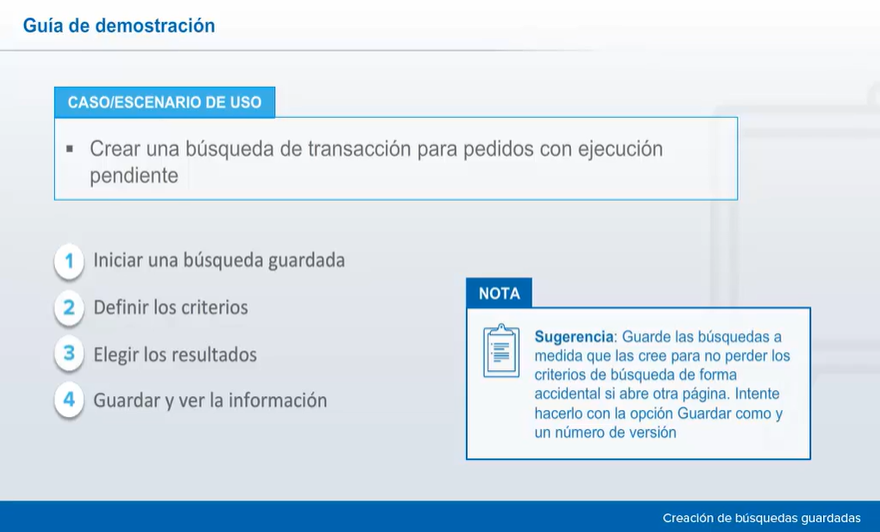 Guía de demostración
CASO/ESCENARIO DE USO
▪ Crear una búsqueda de transacción para pedidos con ejecución
pendiente
1 Iniciar una búsqueda guardada
2 Definir los criterios
3 Elegir los resultados
4 Guardar y ver la información
NOTA
Sugerencia: Guarde las búsquedas a
medida que las cree para no perder los
criterios de búsqueda de forma
accidental si abre otra página. Intente
hacerlo con la opción Guardar como y
un número de versión
Creación de búsquedas guardadas